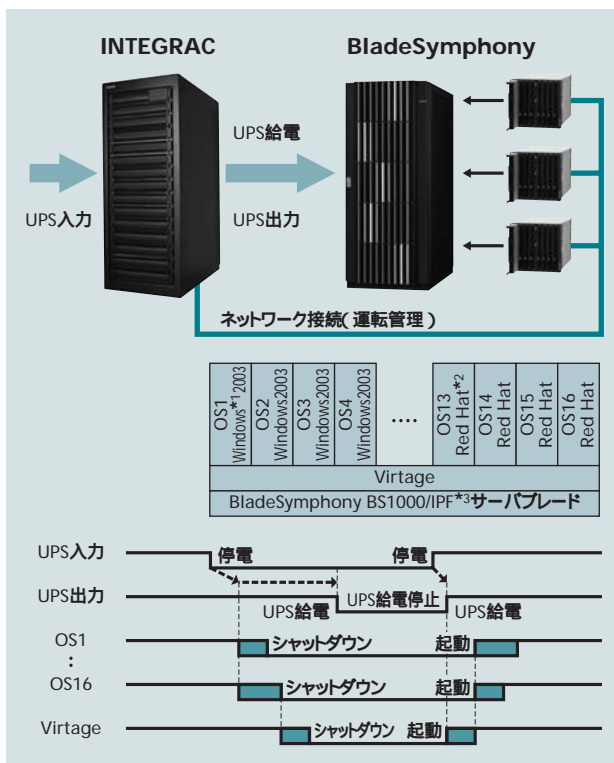 INTEGRAC
BladeSymphony
UPS給電
UPS入力
UPS出力
ネットワーク接続(運転管理)
OS1
Windows*1 2003
OS2
Windows2003
OS3
Windows2003
OS4
Windows2003
....
OS13
Red Hat*2
OS14
Red Hat
OS15
Red Hat
OS16
Red Hat
Virtage
BladeSymphony BS1000/IPF*3サーバブレード
UPS入力 停電 停電
UPS出力 UPS給電 UPS給電停止 UPS給電
OS1 シャットダウン 起動
:
OS16 シャットダウン 起動
Virtage シャットダウン 起動